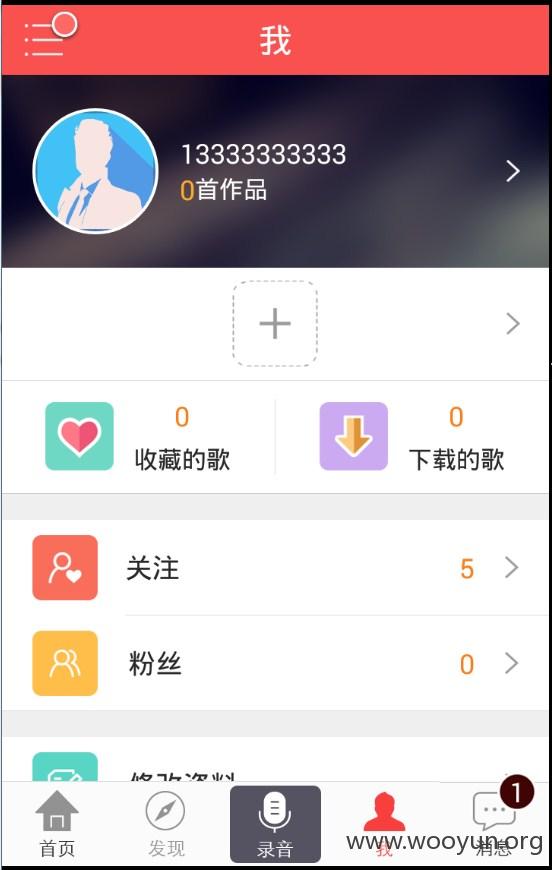 我
13333333333
0首作品
0
收藏的歌
0
下载的歌
关注
5
粉丝
0
修改资料
1
首页
发现
录音
我
消息
www.wooyun.org